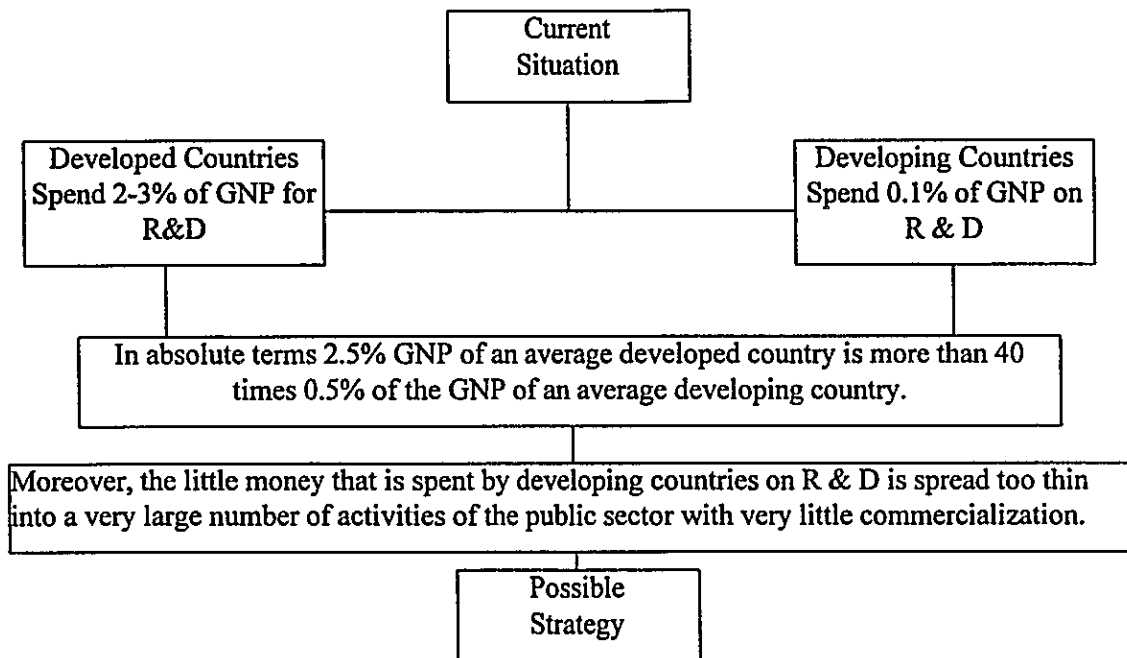 Current
Situation
Developed Countries
Spend 2-3% of GNP for
R&D
Developing Countries
Spend 0.1% of GNP on
R & D
In absolute terms 2.5% GNP of an average developed country is more than 40
times 0.5% of the GNP of an average developing country.
Moreover, the little money that is spent by developing countries on R & D is spread too thin
into a very large number of activities of the public sector with very little commercialization.
Possible
Strategy